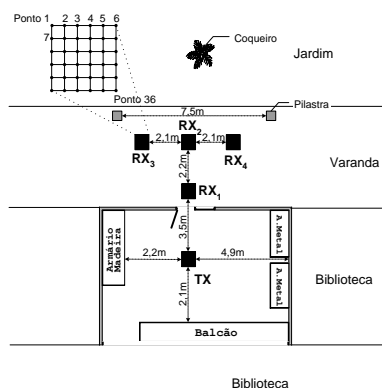 Ponto 1 2 3 4 5 6
7
Coqueiro
Jardim
Ponto 36
7,5m
Pilastra
RX2
2,1m 2,1m
RX3
RX4
Varanda
2,2m
RX1
3,5m
Armário
Madeira
A.Metal
2,2m
4,9m
TX
A.Metal
Biblioteca
2,1m
Balcão
Biblioteca